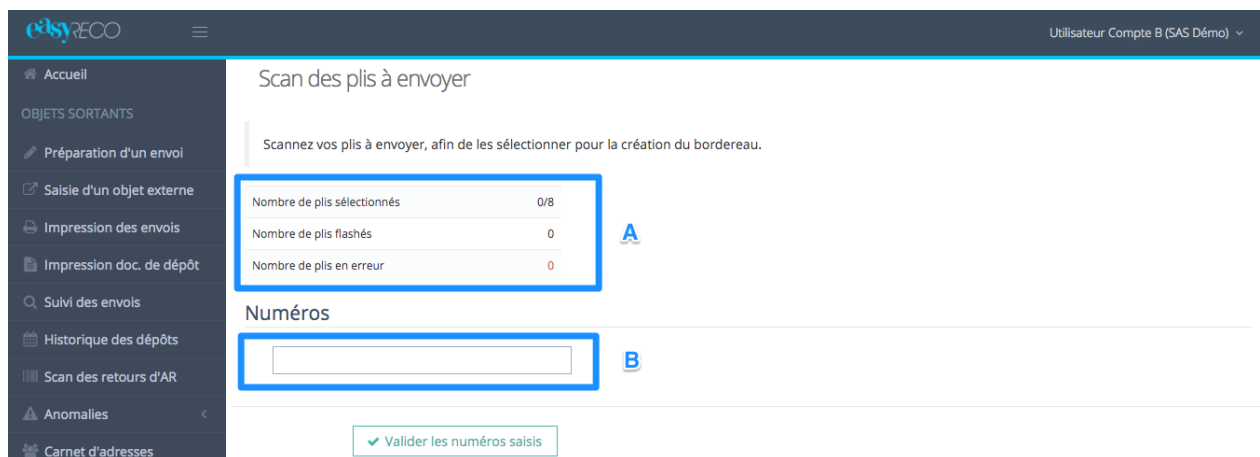 easyRECO
Utilisateur Compte B (SAS Démo)
Accueil
OBJETS SORTANTS
Préparation d'un envoi
Saisie d'un objet externe
Impression des envois
Impression doc. de dépôt
Suivi des envois
Historique des dépôts
Scan des retours d'AR
Anomalies
Carnet d'adresses
Scan des plis à envoyer
Scannez vos plis à envoyer, afin de les sélectionner pour la création du bordereau.
Nombre de plis sélectionnés 0/8
Nombre de plis flashés 0
Nombre de plis en erreur 0
A
Numéros
B
Valider les numéros saisis